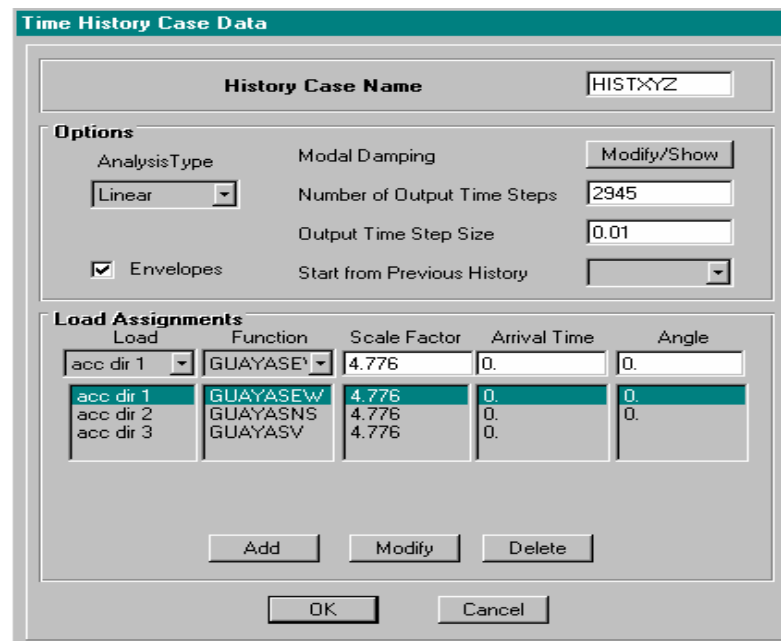 Time History Case Data
History Case Name HISTXYZ
Options
AnalysisType Modal Damping Modify/Show
Linear Number of Output Time Steps 2945
Output Time Step Size 0.01
Envelopes Start from Previous History
Load Assignments
Load Function Scale Factor Arrival Time Angle
acc dir 1 GUAYASEW 4.776 0. 0.
acc dir 1 GUAYASEW 4.776 0. 0.
acc dir 2 GUAYASNS 4.776 0. 0.
acc dir 3 GUAYASV 4.776 0.
Add Modify Delete
OK Cancel